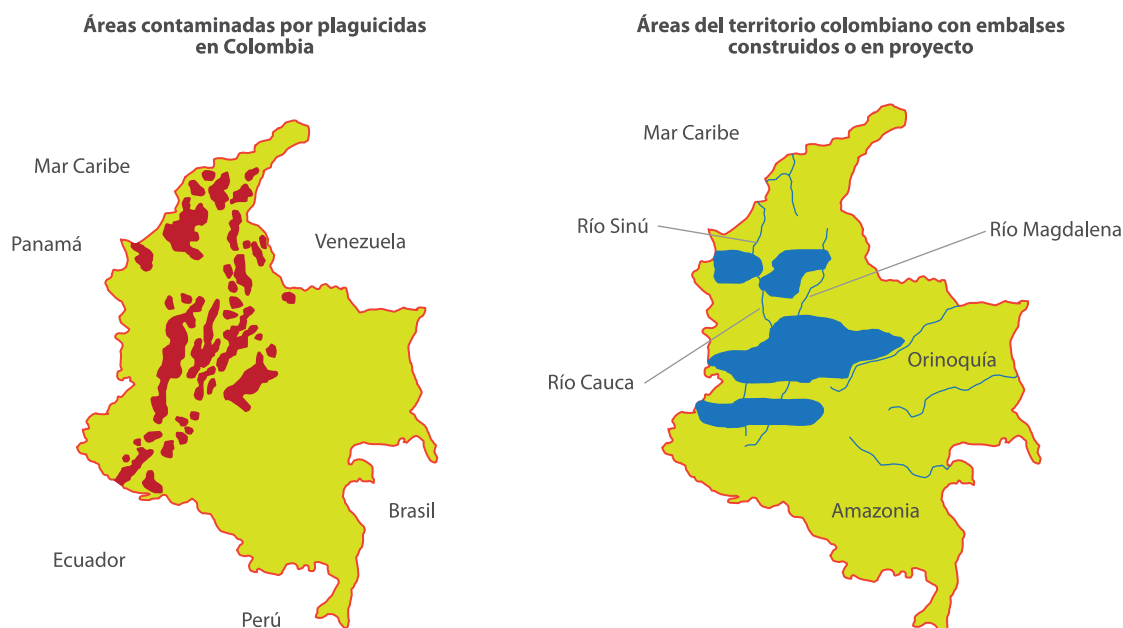 Áreas contaminadas por plaguicidas
en Colombia
Mar Caribe
Panamá
Venezuela
Brasil
Ecuador
Perú
Áreas del territorio colombiano con embalses
construidos o en proyecto
Mar Caribe
Río Sinú
Río Magdalena
Río Cauca
Orinoquía
Amazonia